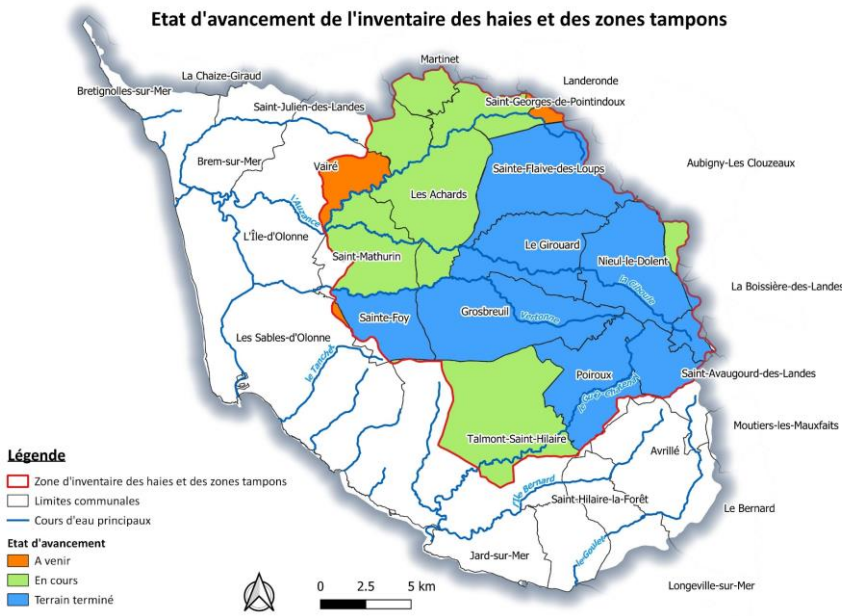 Etat d'avancement de l'inventaire des haies et des zones tampons
Martinet
La Chaize-Giraud
Landeronde
Bretignolles-sur-Mer
Saint-Julien-des-Landes
Saint-Georges-de-Pointindoux
Brem-sur-Mer
Vairé
Sainte-Flaive-des-Loups
Aubigny-Les Clouzeaux
Les Achards
l'Auzance
L'Île-d'Olonne
Le Girouard
Saint-Mathurin
Nieul-le-Dolent
la Ciboule
La Boissière-des-Landes
Sainte-Foy
Grosbreuil
Vertonne
Les Sables-d'Olonne
le Tanchet
Poiroux
Saint-Avaugourd-des-Landes
le Gué-Chatenay
Talmont-Saint-Hilaire
Moutiers-les-Mauxfaits
Avrillé
Le Bernard
Saint-Hilaire-la-Forêt
Le Bernard
Jard-sur-Mer
le Goulet
Longeville-sur-Mer
Légende
Zone d'inventaire des haies et des zones tampons
Limites communales
Cours d'eau principaux
Etat d'avancement
A venir
En cours
Terrain terminé
0 2.5 5 km